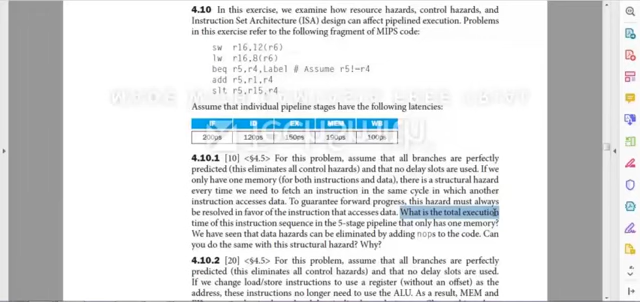 4.10 In this exercise, we examine how resource hazards, control hazards, and
Instruction Set Architecture (ISA) design can affect pipelined execution. Problems
in this exercise refer to the following fragment of MIPS code:
sw r16,12(r6)
lw r16,8(r6)
beq r5,r4,Label # Assume r5!=r4
add r5,r1,r4
slt r5,r15,r4
Assume that individual pipeline stages have the following latencies:
IF ID EX MEM WB
200ps 120ps 150ps 190ps 100ps
4.10.1 [10] <§4.5> For this problem, assume that all branches are perfectly
predicted (this eliminates all control hazards) and that no delay slots are used. If
we only have one memory (for both instructions and data), there is a structural hazard
every time we need to fetch an instruction in the same cycle in which another
instruction accesses data. To guarantee forward progress, this hazard must always
be resolved in favor of the instruction that accesses data. What is the total execution
time of this instruction sequence in the 5-stage pipeline that only has one memory?
We have seen that data hazards can be eliminated by adding nops to the code. Can
you do the same with this structural hazard? Why?
4.10.2 [20] <§4.5> For this problem, assume that all branches are perfectly
predicted (this eliminates all control hazards) and that no delay slots are used.
If we change load/store instructions to use a register (without an offset) as the
address, these instructions no longer need to use the ALU. As a result, MEM and